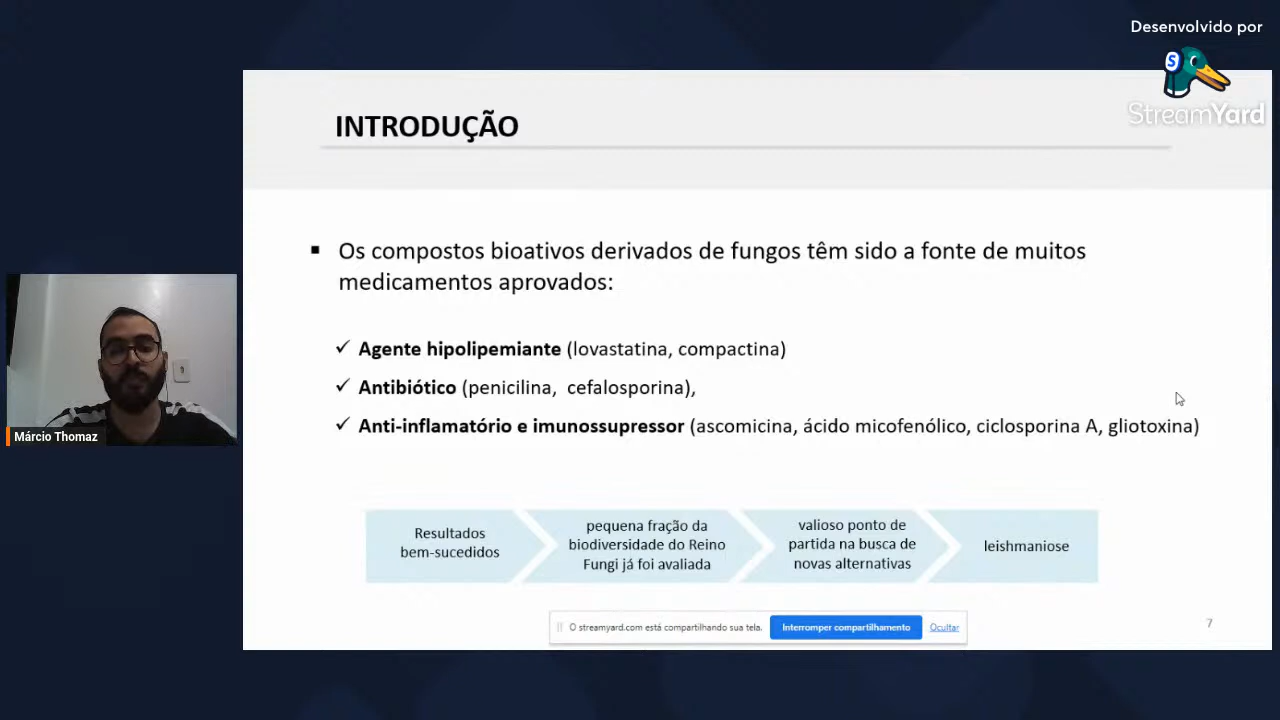 Desenvolvido por
StreamYard
INTRODUÇÃO
▪ Os compostos bioativos derivados de fungos têm sido a fonte de muitos
medicamentos aprovados:
✓ Agente hipolipemiante (lovastatina, compactina)
✓ Antibiótico (penicilina, cefalosporina),
✓ Anti-inflamatório e imunossupressor (ascomicina, ácido micofenólico, ciclosporina A, gliotoxina)
Resultados
bem-sucedidos
pequena fração da
biodiversidade do Reino
Fungi já foi avaliada
valioso ponto de
partida na busca de
novas alternativas
leishmaniose
Márcio Thomaz
O streamyard.com está compartilhando sua tela. Interromper compartilhamento Ocultar
7